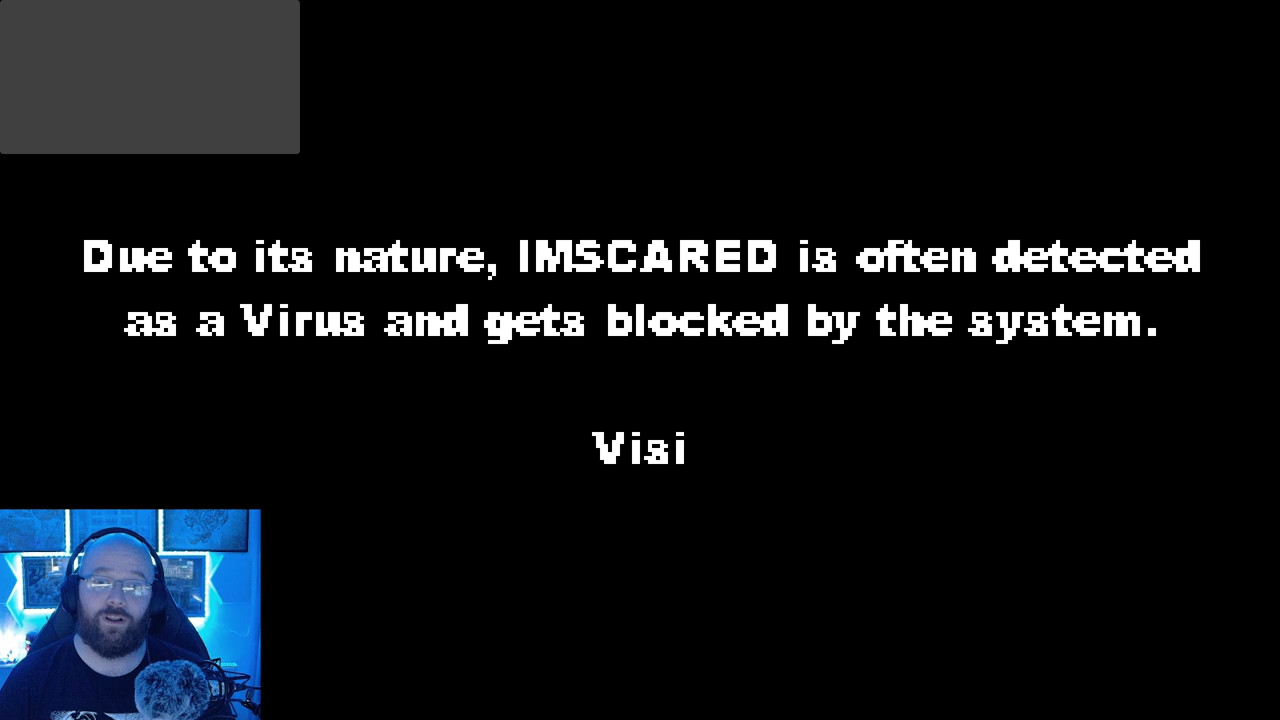 Due to its nature, IMSCARED is often detected
as a Virus and gets blocked by the system.
Visi